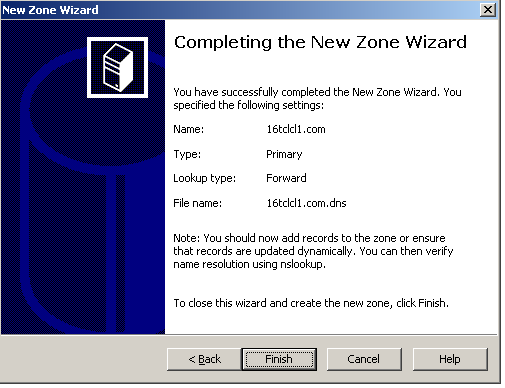 New Zone Wizard
Completing the New Zone Wizard
You have successfully completed the New Zone Wizard. You
specified the following settings:
Name: 16tclcl1.com
Type: Primary
Lookup type: Forward
File name: 16tclcl1.com.dns
Note: You should now add records to the zone or ensure
that records are updated dynamically. You can then verify
name resolution using nslookup.
To close this wizard and create the new zone, click Finish.
< Back
Finish
Cancel
Help